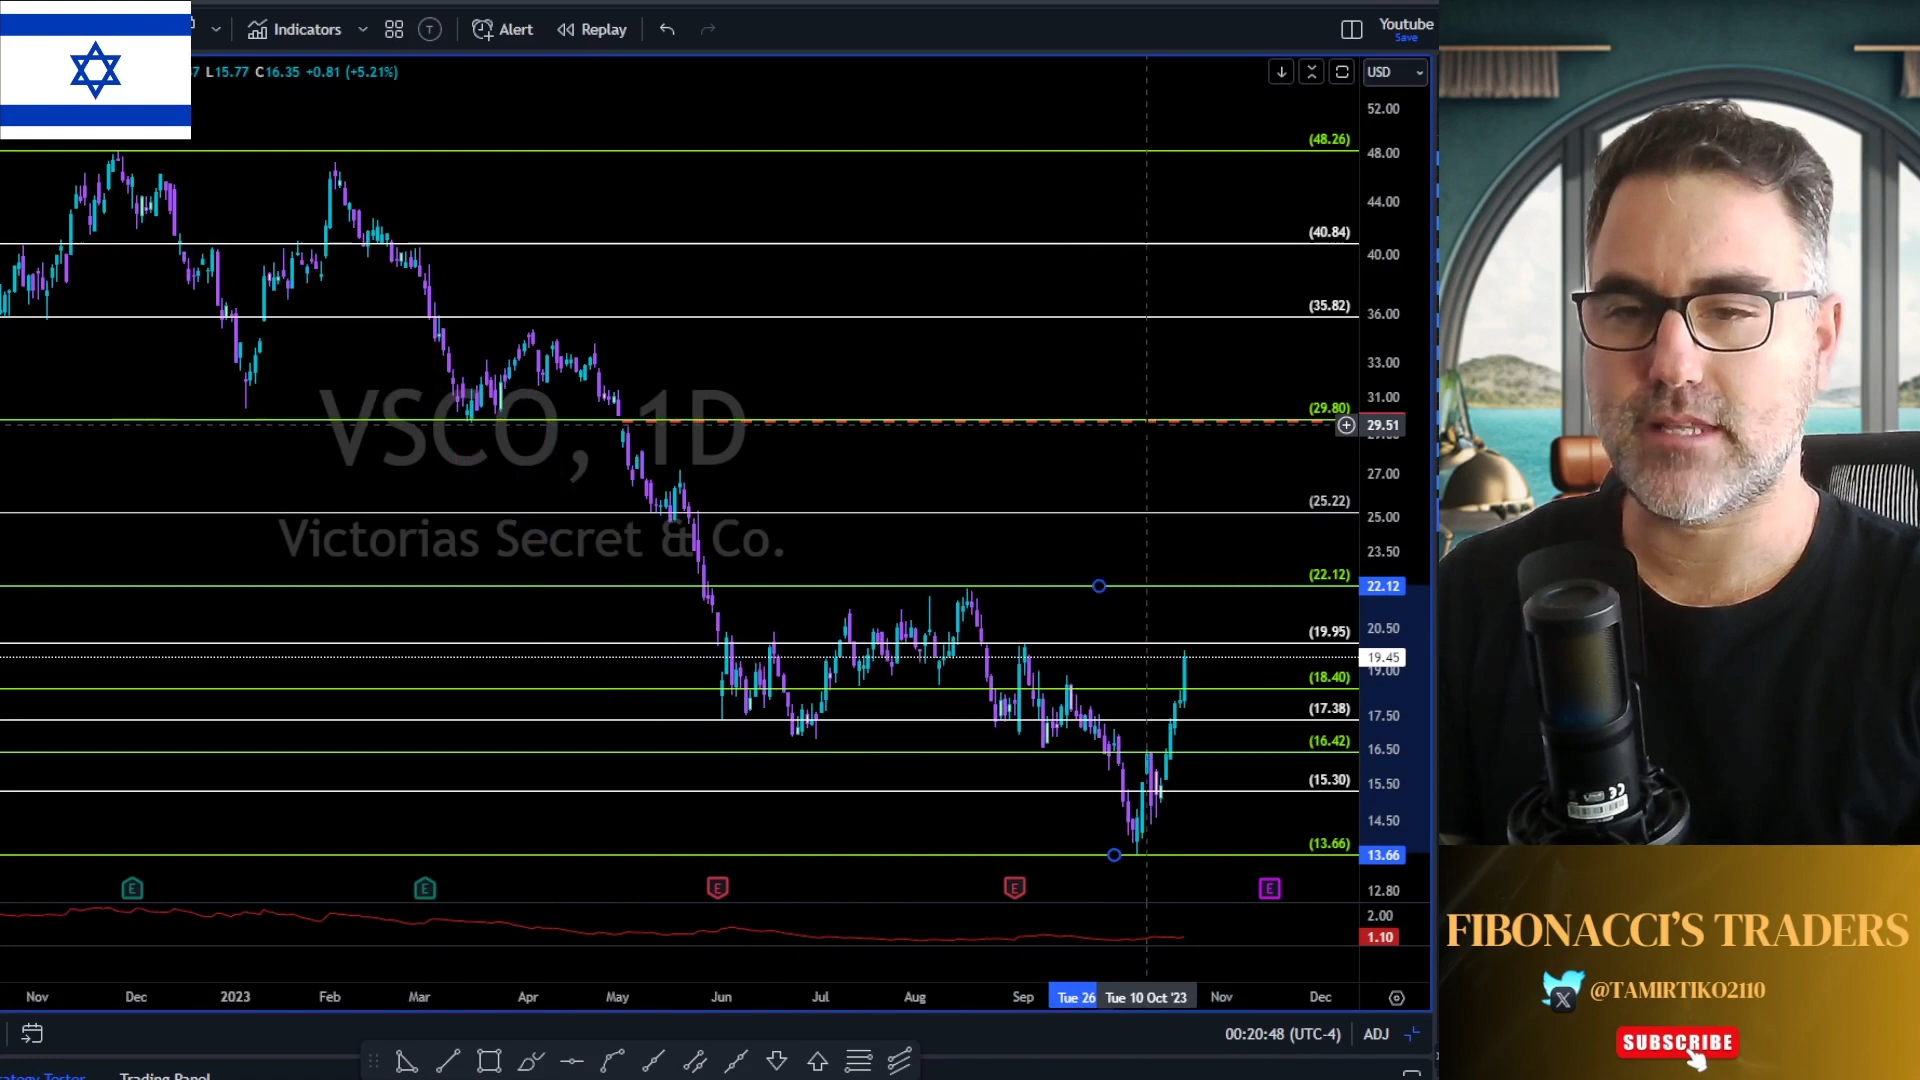 Indicators
T
Alert
Replay
Youtube
Save
L15.77 C16.35 +0.81 (+5.21%)
USD
52.00
(48.26)
48.00
44.00
(40.84)
40.00
(35.82)
36.00
33.00
31.00
(29.80)
29.51
VSCO, 1D
27.00
(25.22)
25.00
Victorias Secret & Co.
23.50
(22.12)
22.12
(19.95)
20.50
19.45
19.00
(18.40)
(17.38)
17.50
(16.42)
16.50
(15.30)
15.50
14.50
(13.66)
13.66
E
E
E
E
E
12.80
2.00
1.10
Nov
Dec
2023
Feb
Mar
Apr
May
Jun
Jul
Aug
Sep
Tue 26
Tue 10 Oct '23
Nov
Dec
00:20:48 (UTC-4)
ADJ
Trading Panel
FIBONACCI'S TRADERS
@TAMIRTIKO2110
SUBSCRIBE